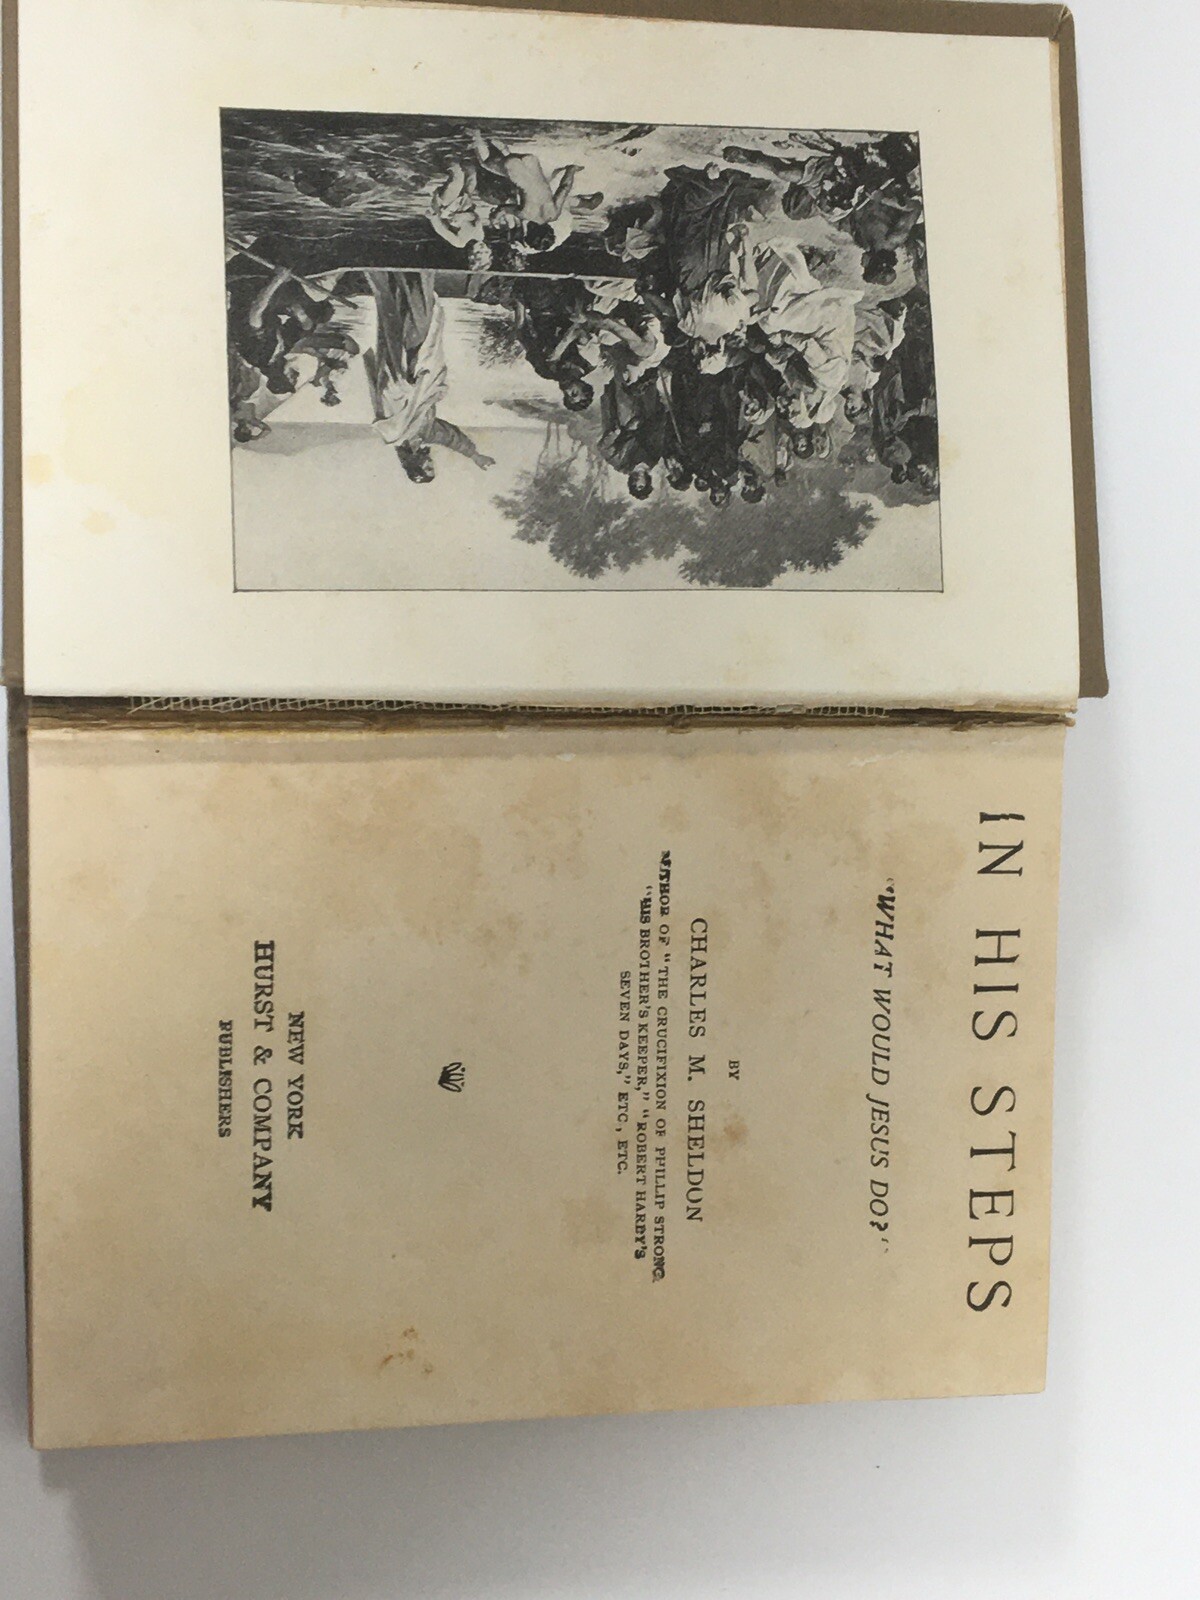 IN HIS STEPS
"WHAT WOULD JESUS DO?"
BY
CHARLES M. SHELDON
AUTHOR OF "THE CRUCIFIXION OF PHILLIP STRONG
"HIS BROTHER'S KEEPER," "ROBERT HARDY'S
SEVEN DAYS," ETC., ETC.
NEW YORK
HURST & COMPANY
PUBLISHERS